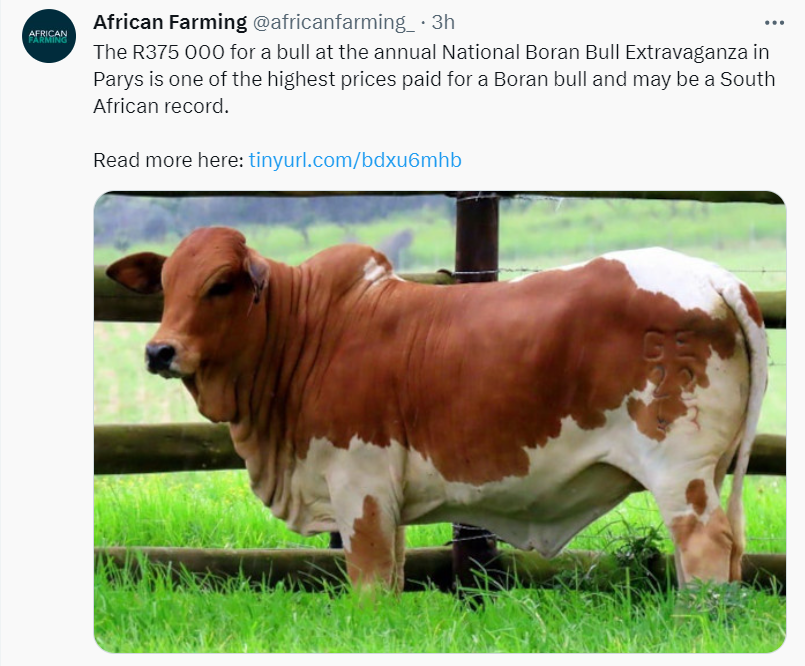 AFRICAN
FARMING
African Farming @africanfarming_ · 3h
The R375 000 for a bull at the annual National Boran Bull Extravaganza in
Parys is one of the highest prices paid for a Boran bull and may be a South
African record.
Read more here: tinyurl.com/bdxu6mhb
GE
22